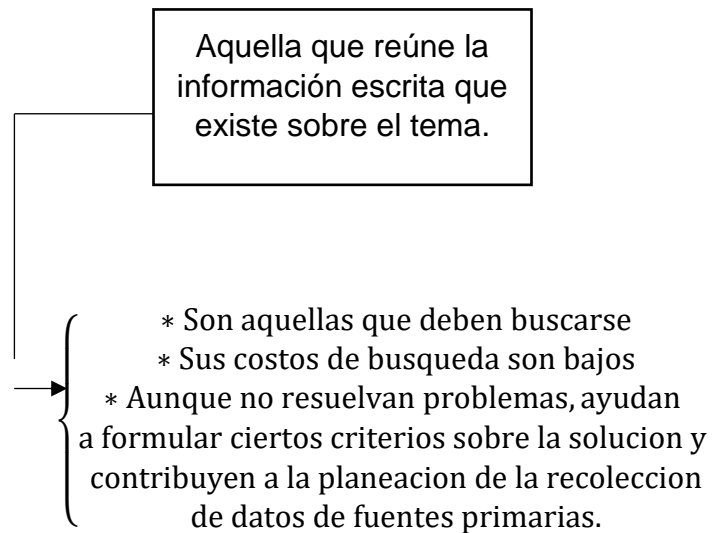 Aquella que reúne la
información escrita que
existe sobre el tema.
∗ Son aquellas que deben buscarse
∗ Sus costos de busqueda son bajos
∗ Aunque no resuelvan problemas, ayudan
a formular ciertos criterios sobre la solucion y
contribuyen a la planeacion de la recoleccion
de datos de fuentes primarias.